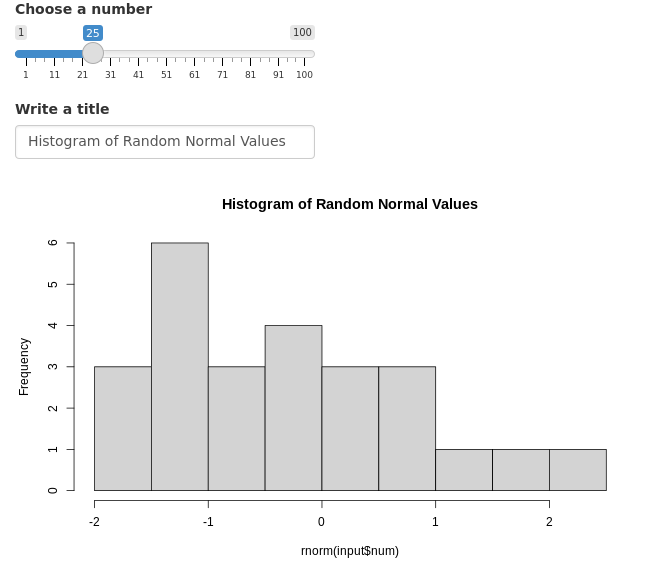 Choose a number
1 25 100
1 11 21 31 41 51 61 71 81 91 100
Write a title
Histogram of Random Normal Values
Histogram of Random Normal Values
6
5
4
3
2
1
0
Frequency
-2 -1 0 1 2
rnorm(input$num)